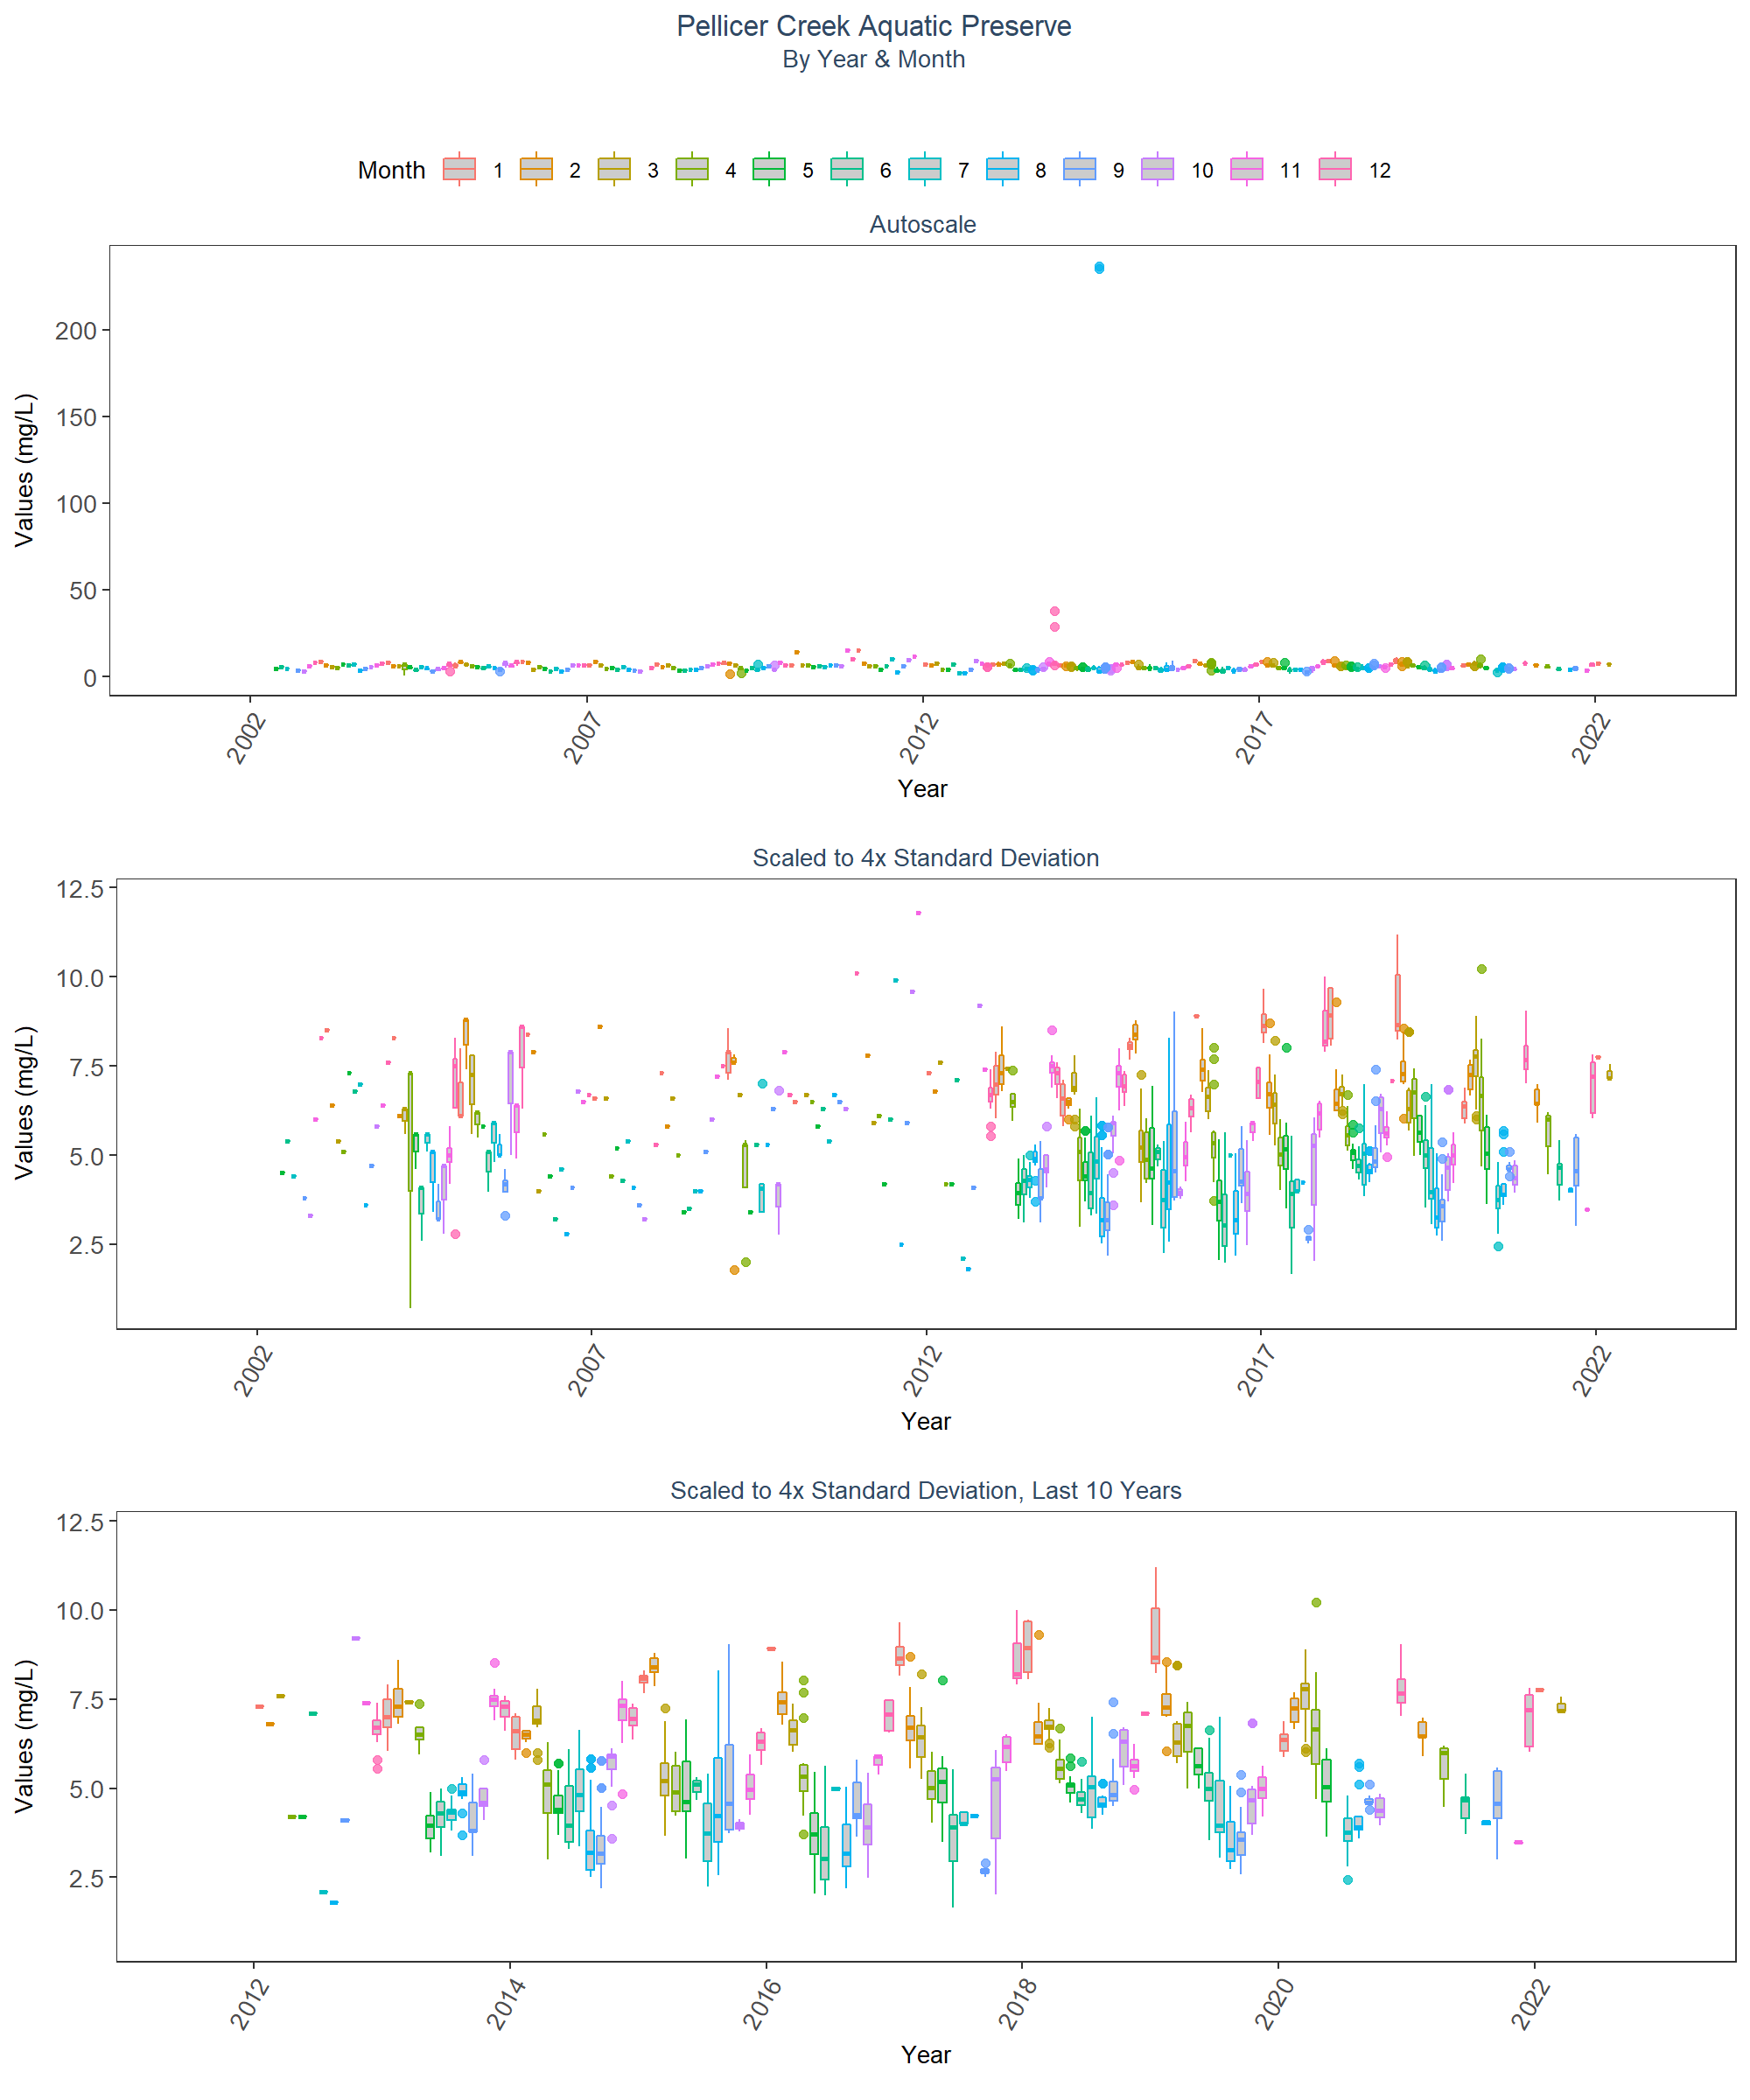 Pellicer Creek Aquatic Preserve
By Year & Month
Month 1 2 3 4 5 6 7 8 9 10 11 12
Autoscale
Values (mg/L)
200
150
100
50
0
2002 2007 2012 2017 2022
Year
Scaled to 4x Standard Deviation
Values (mg/L)
12.5
10.0
7.5
5.0
2.5
2002 2007 2012 2017 2022
Year
Scaled to 4x Standard Deviation, Last 10 Years
Values (mg/L)
12.5
10.0
7.5
5.0
2.5
2012 2014 2016 2018 2020 2022
Year